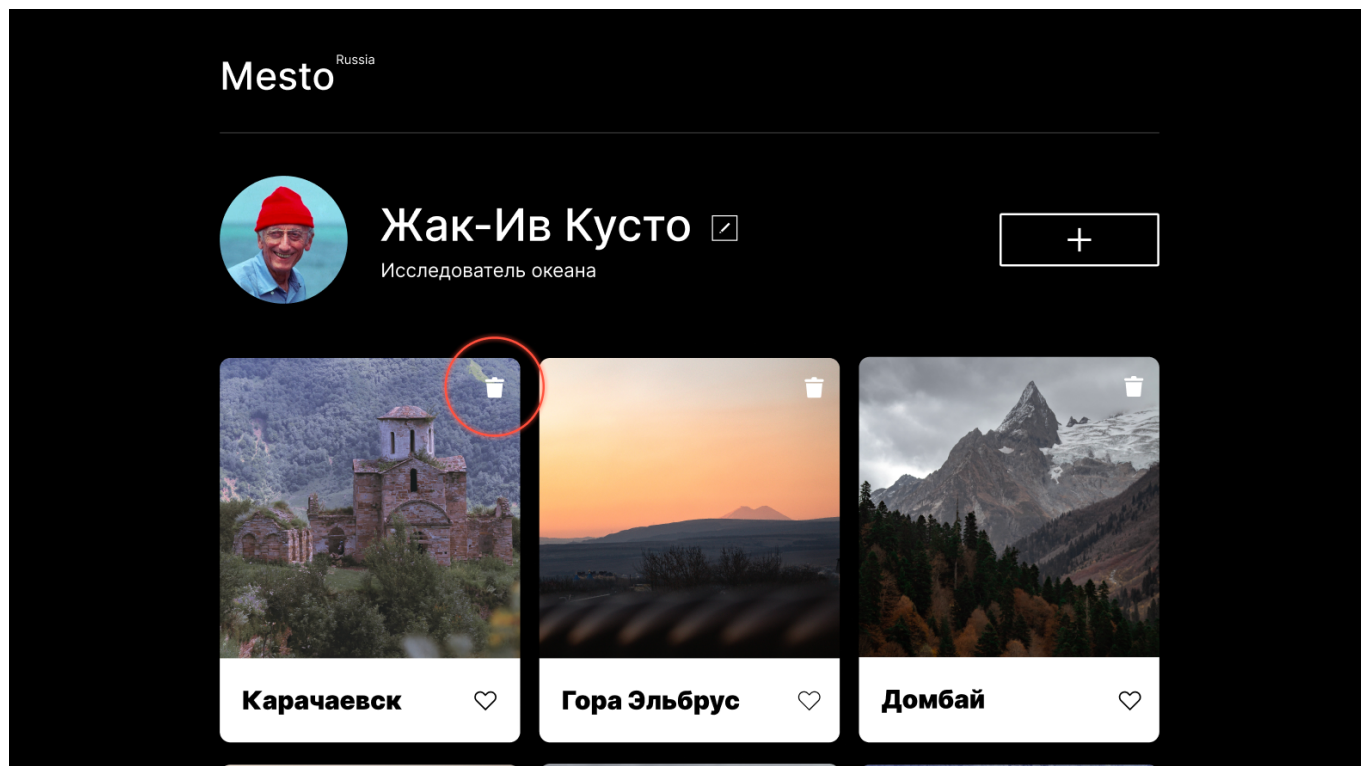 Mesto Russia
Жак-Ив Кусто
Исследователь океана
Карачаевск
Гора Эльбрус
Домбай